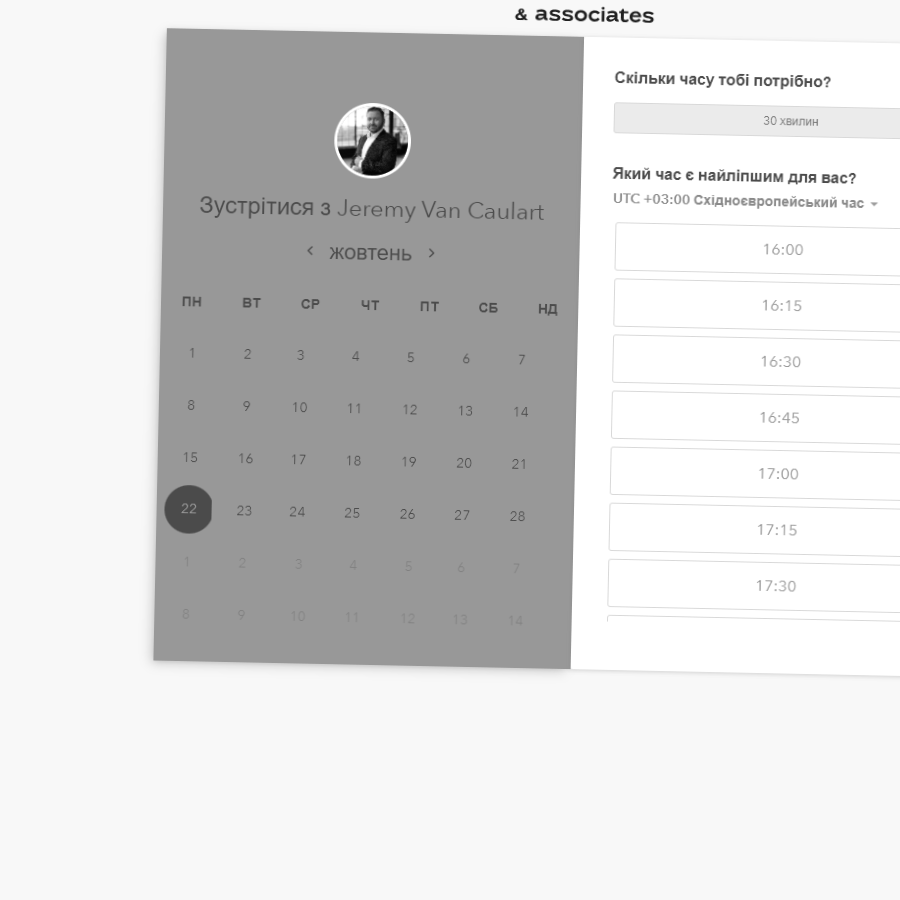 & associates
Зустрітися з Jeremy Van Caulart
жовтень
ПН ВТ СР ЧТ ПТ СБ НД
1 2 3 4 5 6 7
8 9 10 11 12 13 14
15 16 17 18 19 20 21
22 23 24 25 26 27 28
1 2 3 4 5 6 7
8 9 10 11 12 13 14
Скільки часу тобі потрібно?
30 хвилин
Який час є найліпшим для вас?
UTC +03:00 Східноєвропейський час
16:00
16:15
16:30
16:45
17:00
17:15
17:30